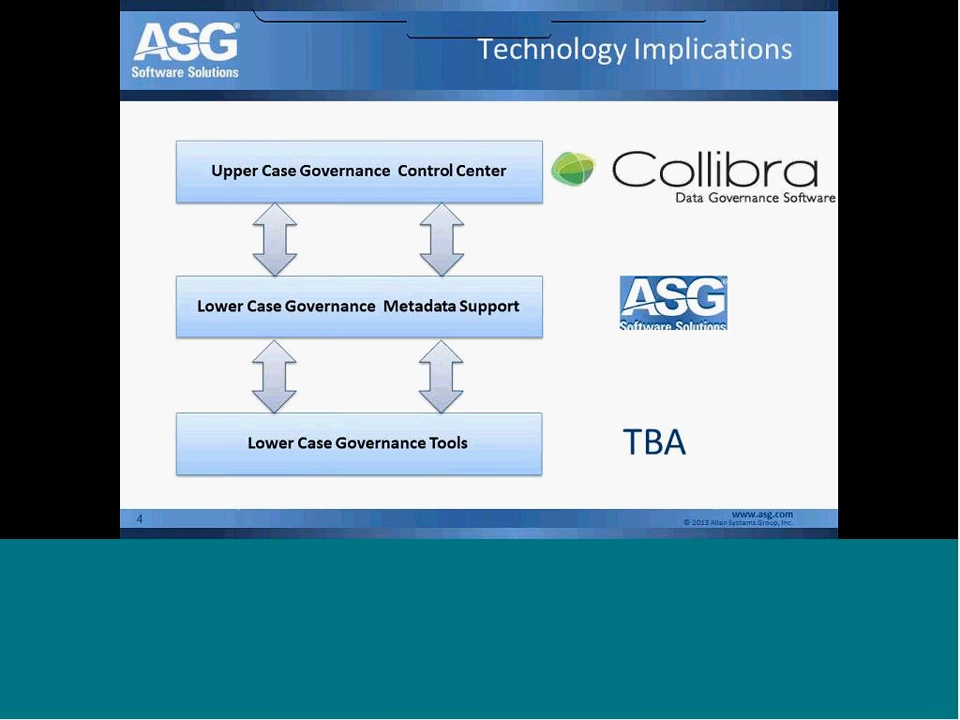 ASG®
Software Solutions
Technology Implications
Upper Case Governance Control Center
Collibra
Data Governance Software
Lower Case Governance Metadata Support
ASG
Software Solutions
Lower Case Governance Tools
TBA
4
www.asg.com
© 2013 Allen Systems Group, Inc.